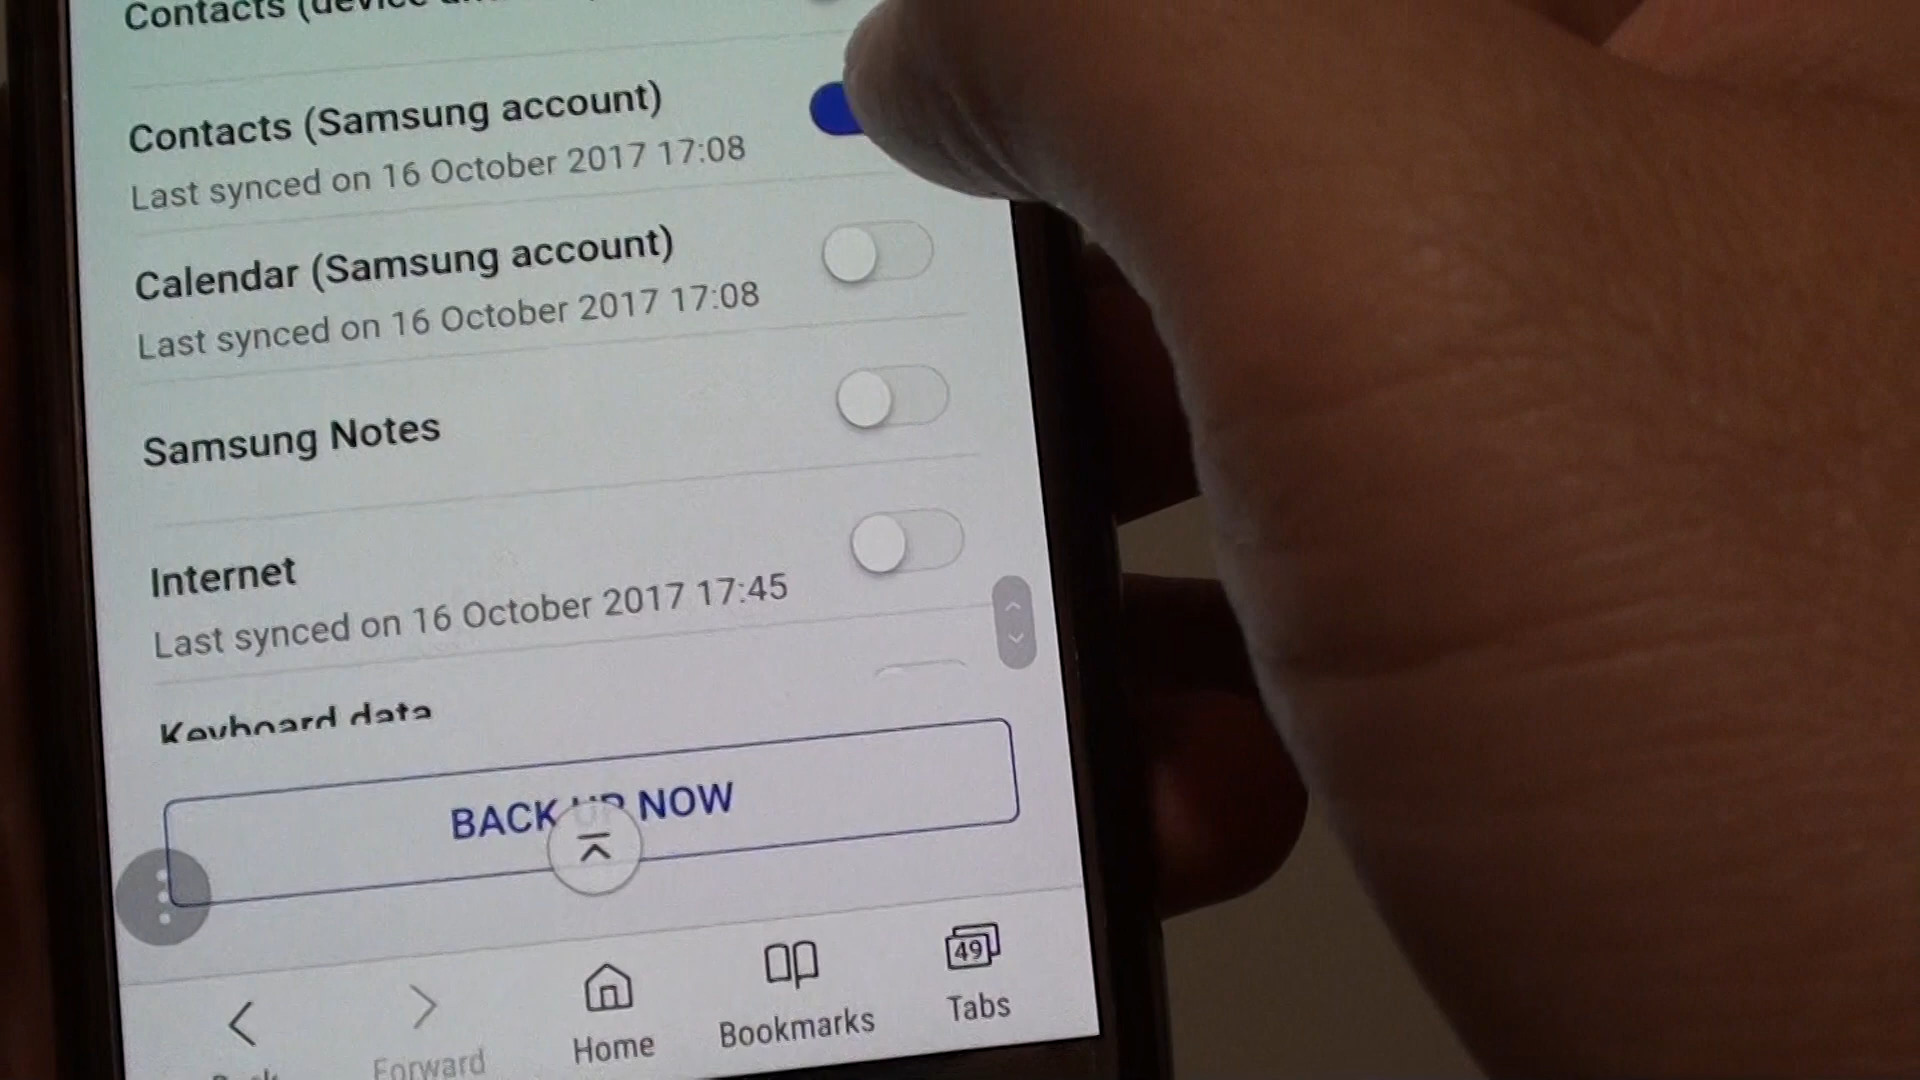 Contacts (device
Contacts (Samsung account)
Last synced on 16 October 2017 17:08
Calendar (Samsung account)
Last synced on 16 October 2017 17:08
Samsung Notes
Internet
Last synced on 16 October 2017 17:45
Keyboard data
BACK UP NOW
49
Back
Forward
Home
Bookmarks
Tabs